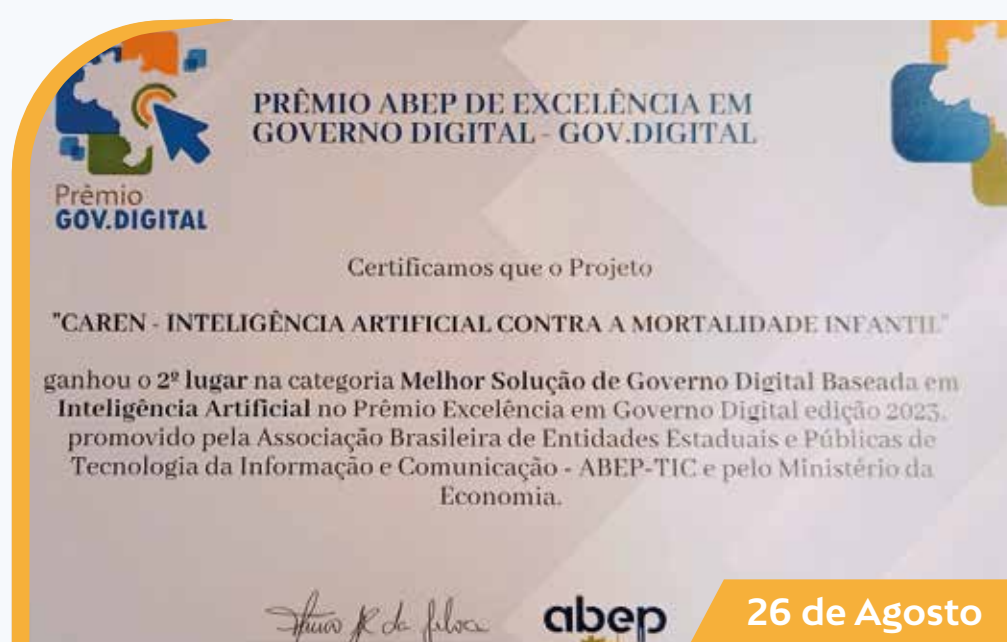 PRÊMIO ABEP DE EXCELÊNCIA EM
GOVERNO DIGITAL - GOV.DIGITAL
Prêmio
GOV.DIGITAL
Certificamos que o Projeto
"CAREN - INTELIGÊNCIA ARTIFICIAL CONTRA A MORTALIDADE INFANTIL"
ganhou o 2º lugar na categoria Melhor Solução de Governo Digital Baseada em
Inteligência Artificial no Prêmio Excelência em Governo Digital edição 2023,
promovido pela Associação Brasileira de Entidades Estaduais e Públicas de
Tecnologia da Informação e Comunicação - ABEP-TIC e pelo Ministério da
Economia.
da Silva
abep
26 de Agosto